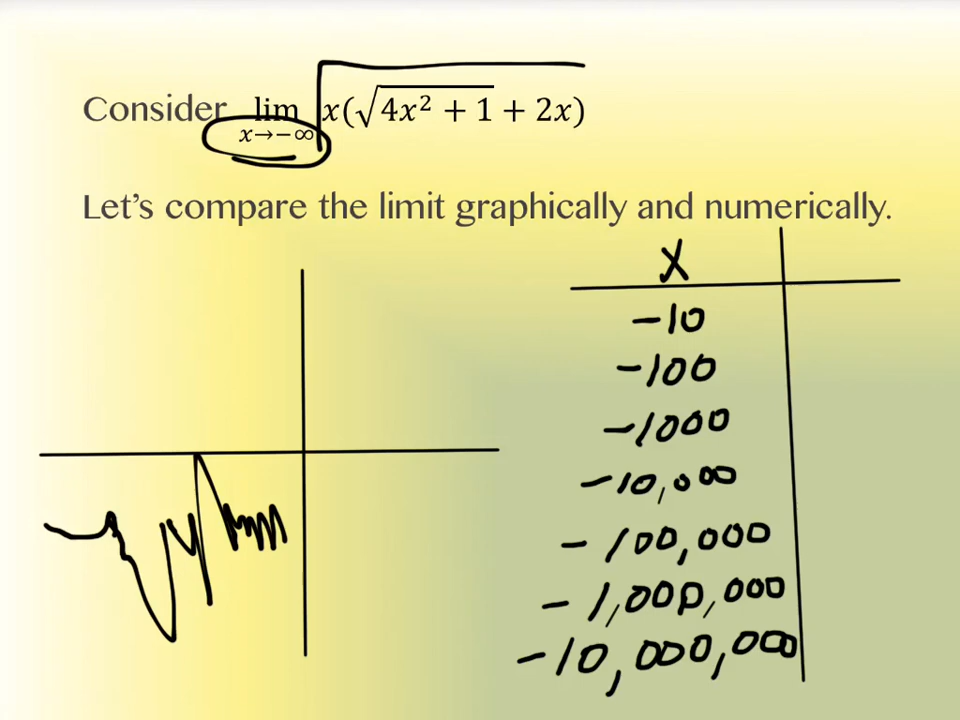 Consider lim x→−∞ x(√4x² + 1 + 2x)
Let's compare the limit graphically and numerically.
X
−10
−100
−1000
−10,000
−100,000
−1,000,000
−10,000,000